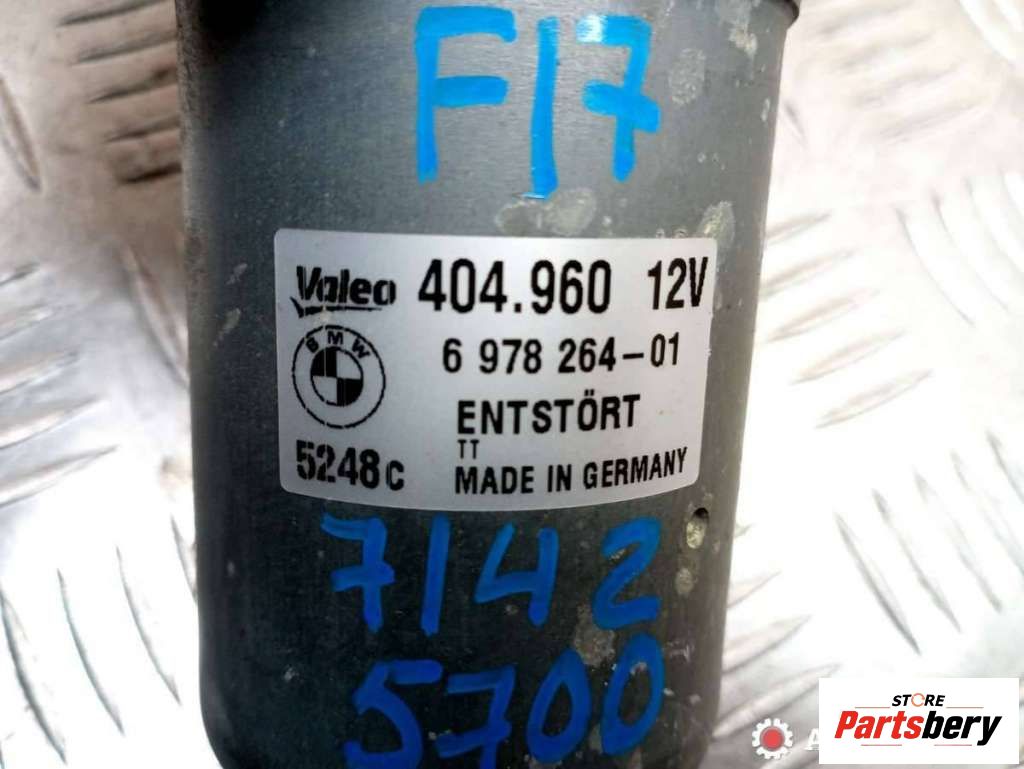 F17
Valeo 404.960 12V
BMW
6 978 264-01
ENTSTÖRT
TT
5248C MADE IN GERMANY
7142
5700
STORE
Partsbery